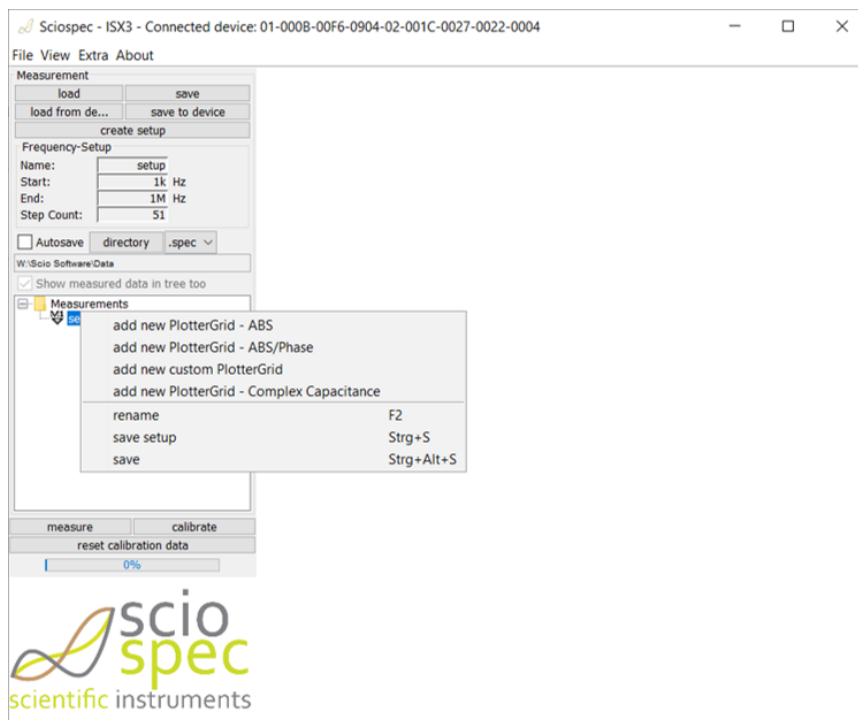 Sciospec - ISX3 - Connected device: 01-000B-00F6-0904-02-001C-0027-0022-0004
File View Extra About
Measurement
load save
load from de... save to device
create setup
Frequency-Setup
Name: setup
Start: 1k Hz
End: 1M Hz
Step Count: 51
Autosave directory .spec
W:\Scio Software\Data
Show measured data in tree too
Measurements
se
add new PlotterGrid - ABS
add new PlotterGrid - ABS/Phase
add new custom PlotterGrid
add new PlotterGrid - Complex Capacitance
rename F2
save setup Strg+S
save Strg+Alt+S
measure calibrate
reset calibration data
0%
scio
spec
scientific instruments